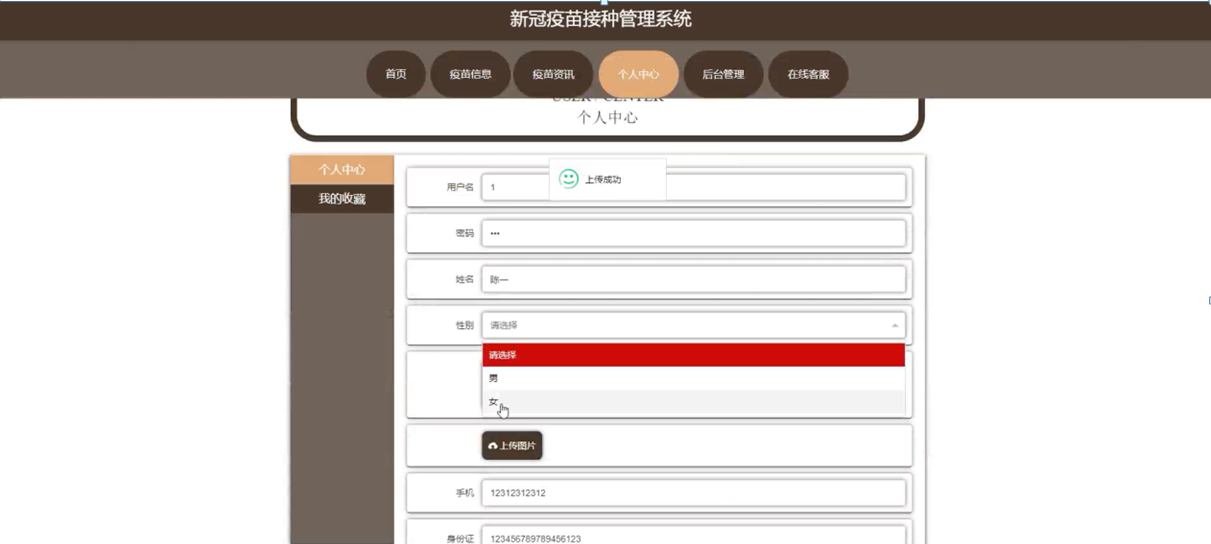 新冠疫苗接种管理系统
首页 疫苗信息 疫苗资讯 个人中心 后台管理 在线客服
USER / CENTER
个人中心
个人中心
我的收藏
上传成功
用户名 1
密码 •••
姓名 陈一
性别 请选择
请选择
男
女
上传图片
手机 12312312312
身份证 123456789789456123